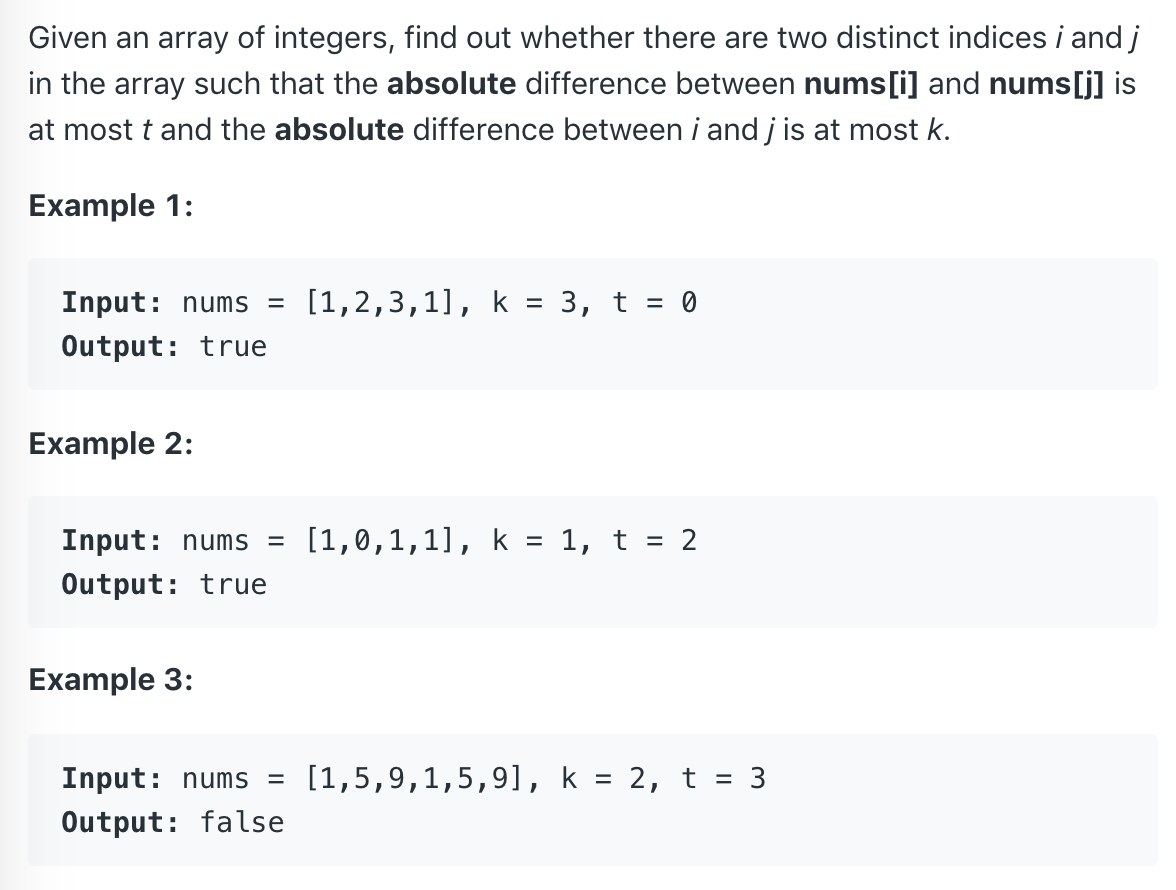 Given an array of integers, find out whether there are two distinct indices i and j
in the array such that the absolute difference between nums[i] and nums[j] is
at most t and the absolute difference between i and j is at most k.
Example 1:
Input: nums = [1,2,3,1], k = 3, t = 0
Output: true
Example 2:
Input: nums = [1,0,1,1], k = 1, t = 2
Output: true
Example 3:
Input: nums = [1,5,9,1,5,9], k = 2, t = 3
Output: false